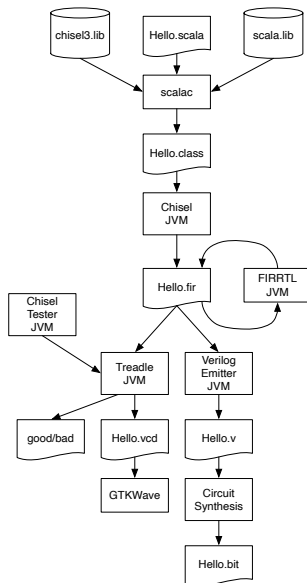 chisel3.lib
Hello.scala
scala.lib
scalac
Hello.class
Chisel
JVM
Hello.fir
FIRRTL
JVM
Chisel
Tester
JVM
Treadle
JVM
Verilog
Emitter
JVM
good/bad
Hello.vcd
Hello.v
GTKWave
Circuit
Synthesis
Hello.bit